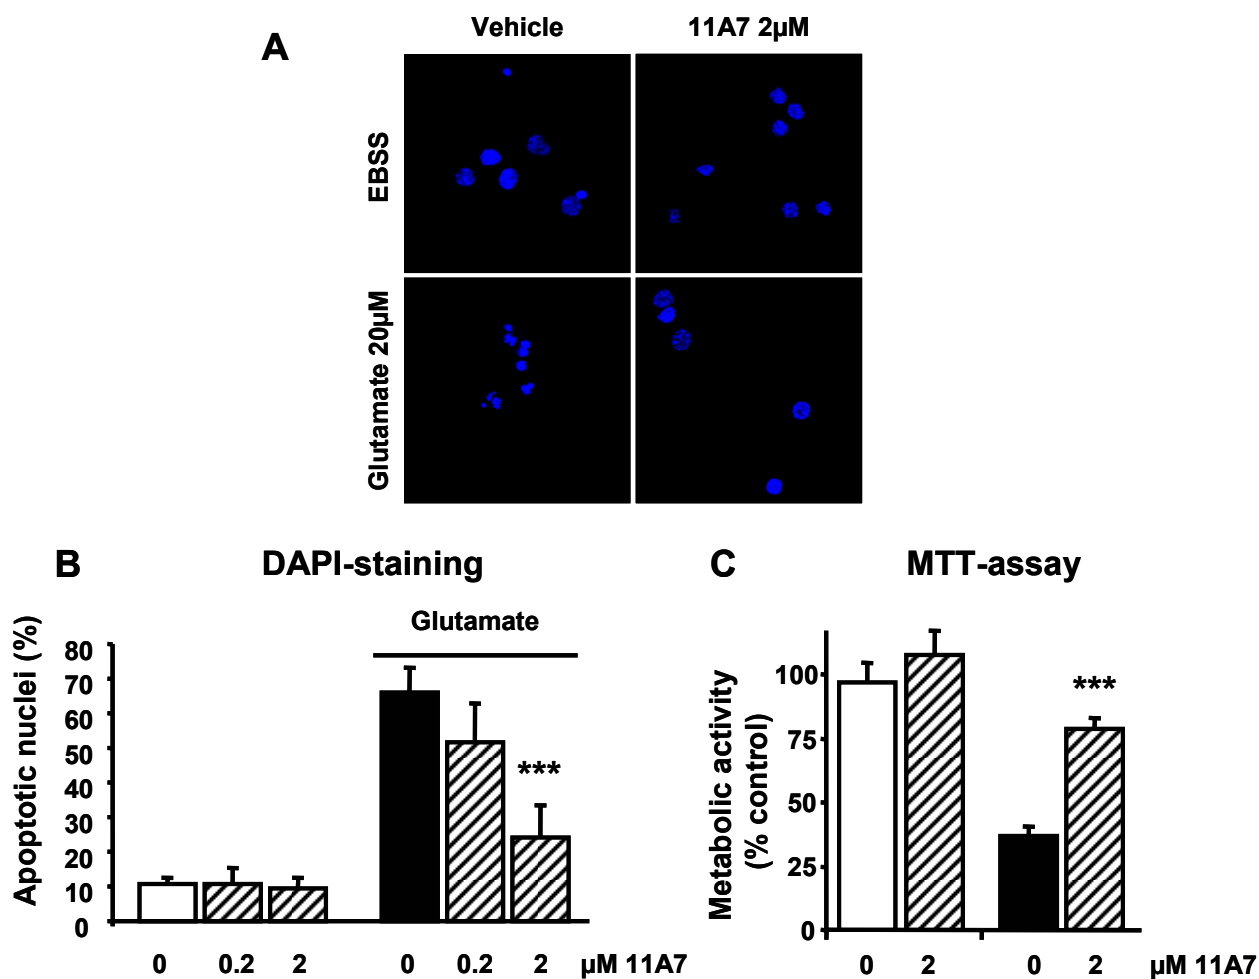 A
Vehicle
11A7 2µM
EBSS
Glutamate 20µM
B
DAPI-staining
Glutamate
Apoptotic nuclei (%)
80
70
60
50
40
30
20
10
0
0 0.2 2 0 0.2 2 µM 11A7
C
MTT-assay
Metabolic activity
(% control)
100
75
50
25
0
***
***
0 2 0 2 µM 11A7